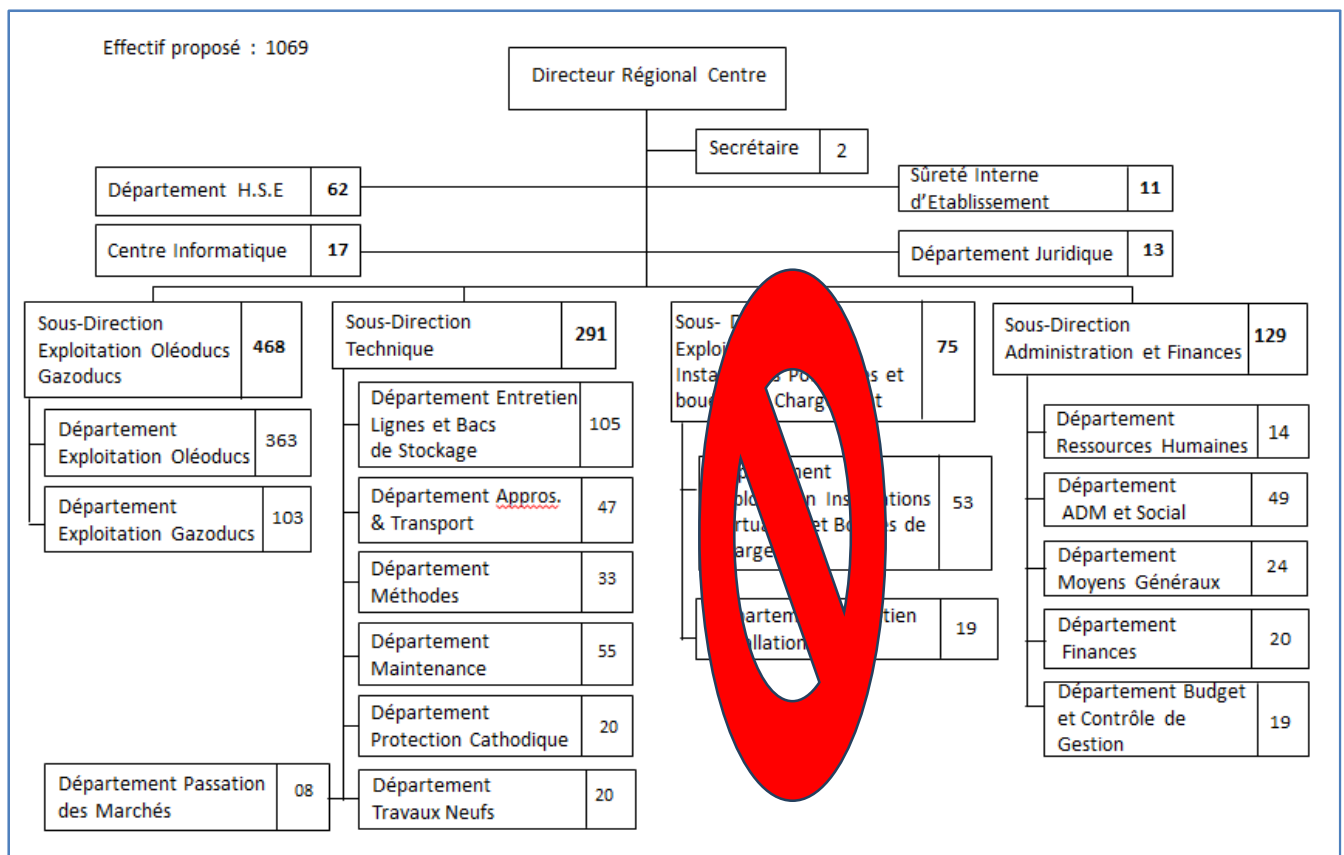 Effectif proposé : 1069
Directeur Régional Centre
Secrétaire 2
Département H.S.E 62
Sûreté Interne
d'Etablissement 11
Centre Informatique 17
Département Juridique 13
Sous-Direction
Exploitation Oléoducs
Gazoducs 468
Département
Exploitation Oléoducs 363
Département
Exploitation Gazoducs 103
Sous-Direction
Technique 291
Département Entretien
Lignes et Bacs
de Stockage 105
Département Appros.
& Transport 47
Département
Méthodes 33
Département
Maintenance 55
Département
Protection Cathodique 20
Département
Travaux Neufs 20
Département Passation
des Marchés 08
Sous-
75
et
53
et de
19
Sous-Direction
Administration et Finances 129
Département
Ressources Humaines 14
Département
ADM et Social 49
Département
Moyens Généraux 24
Département
Finances 20
Département Budget
et Contrôle de
Gestion 19